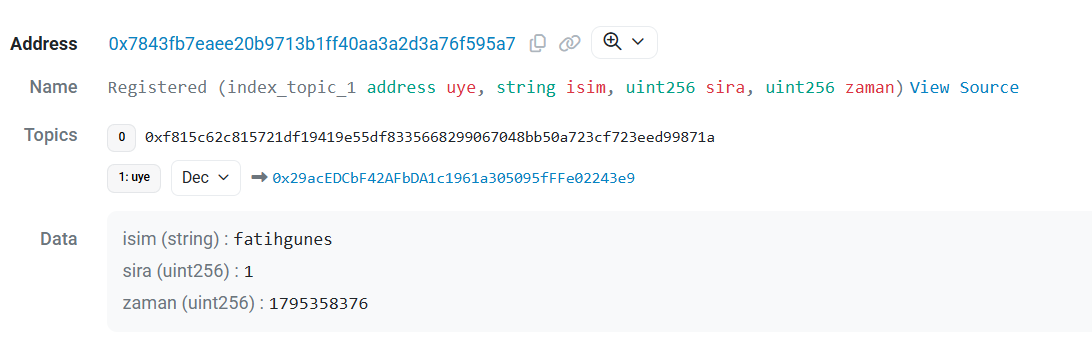 Address 0x7843fb7eaee20b9713b1ff40aa3a2d3a76f595a7
Name Registered (index_topic_1 address uye, string isim, uint256 sira, uint256 zaman) View Source
Topics 0 0xf815c62c815721df19419e55df8335668299067048bb50a723cf723eed99871a
1: uye Dec 0x29acEDCbF42AFbDA1c1961a305095fFFe02243e9
Data isim (string) : fatihgunes
sira (uint256) : 1
zaman (uint256) : 1795358376